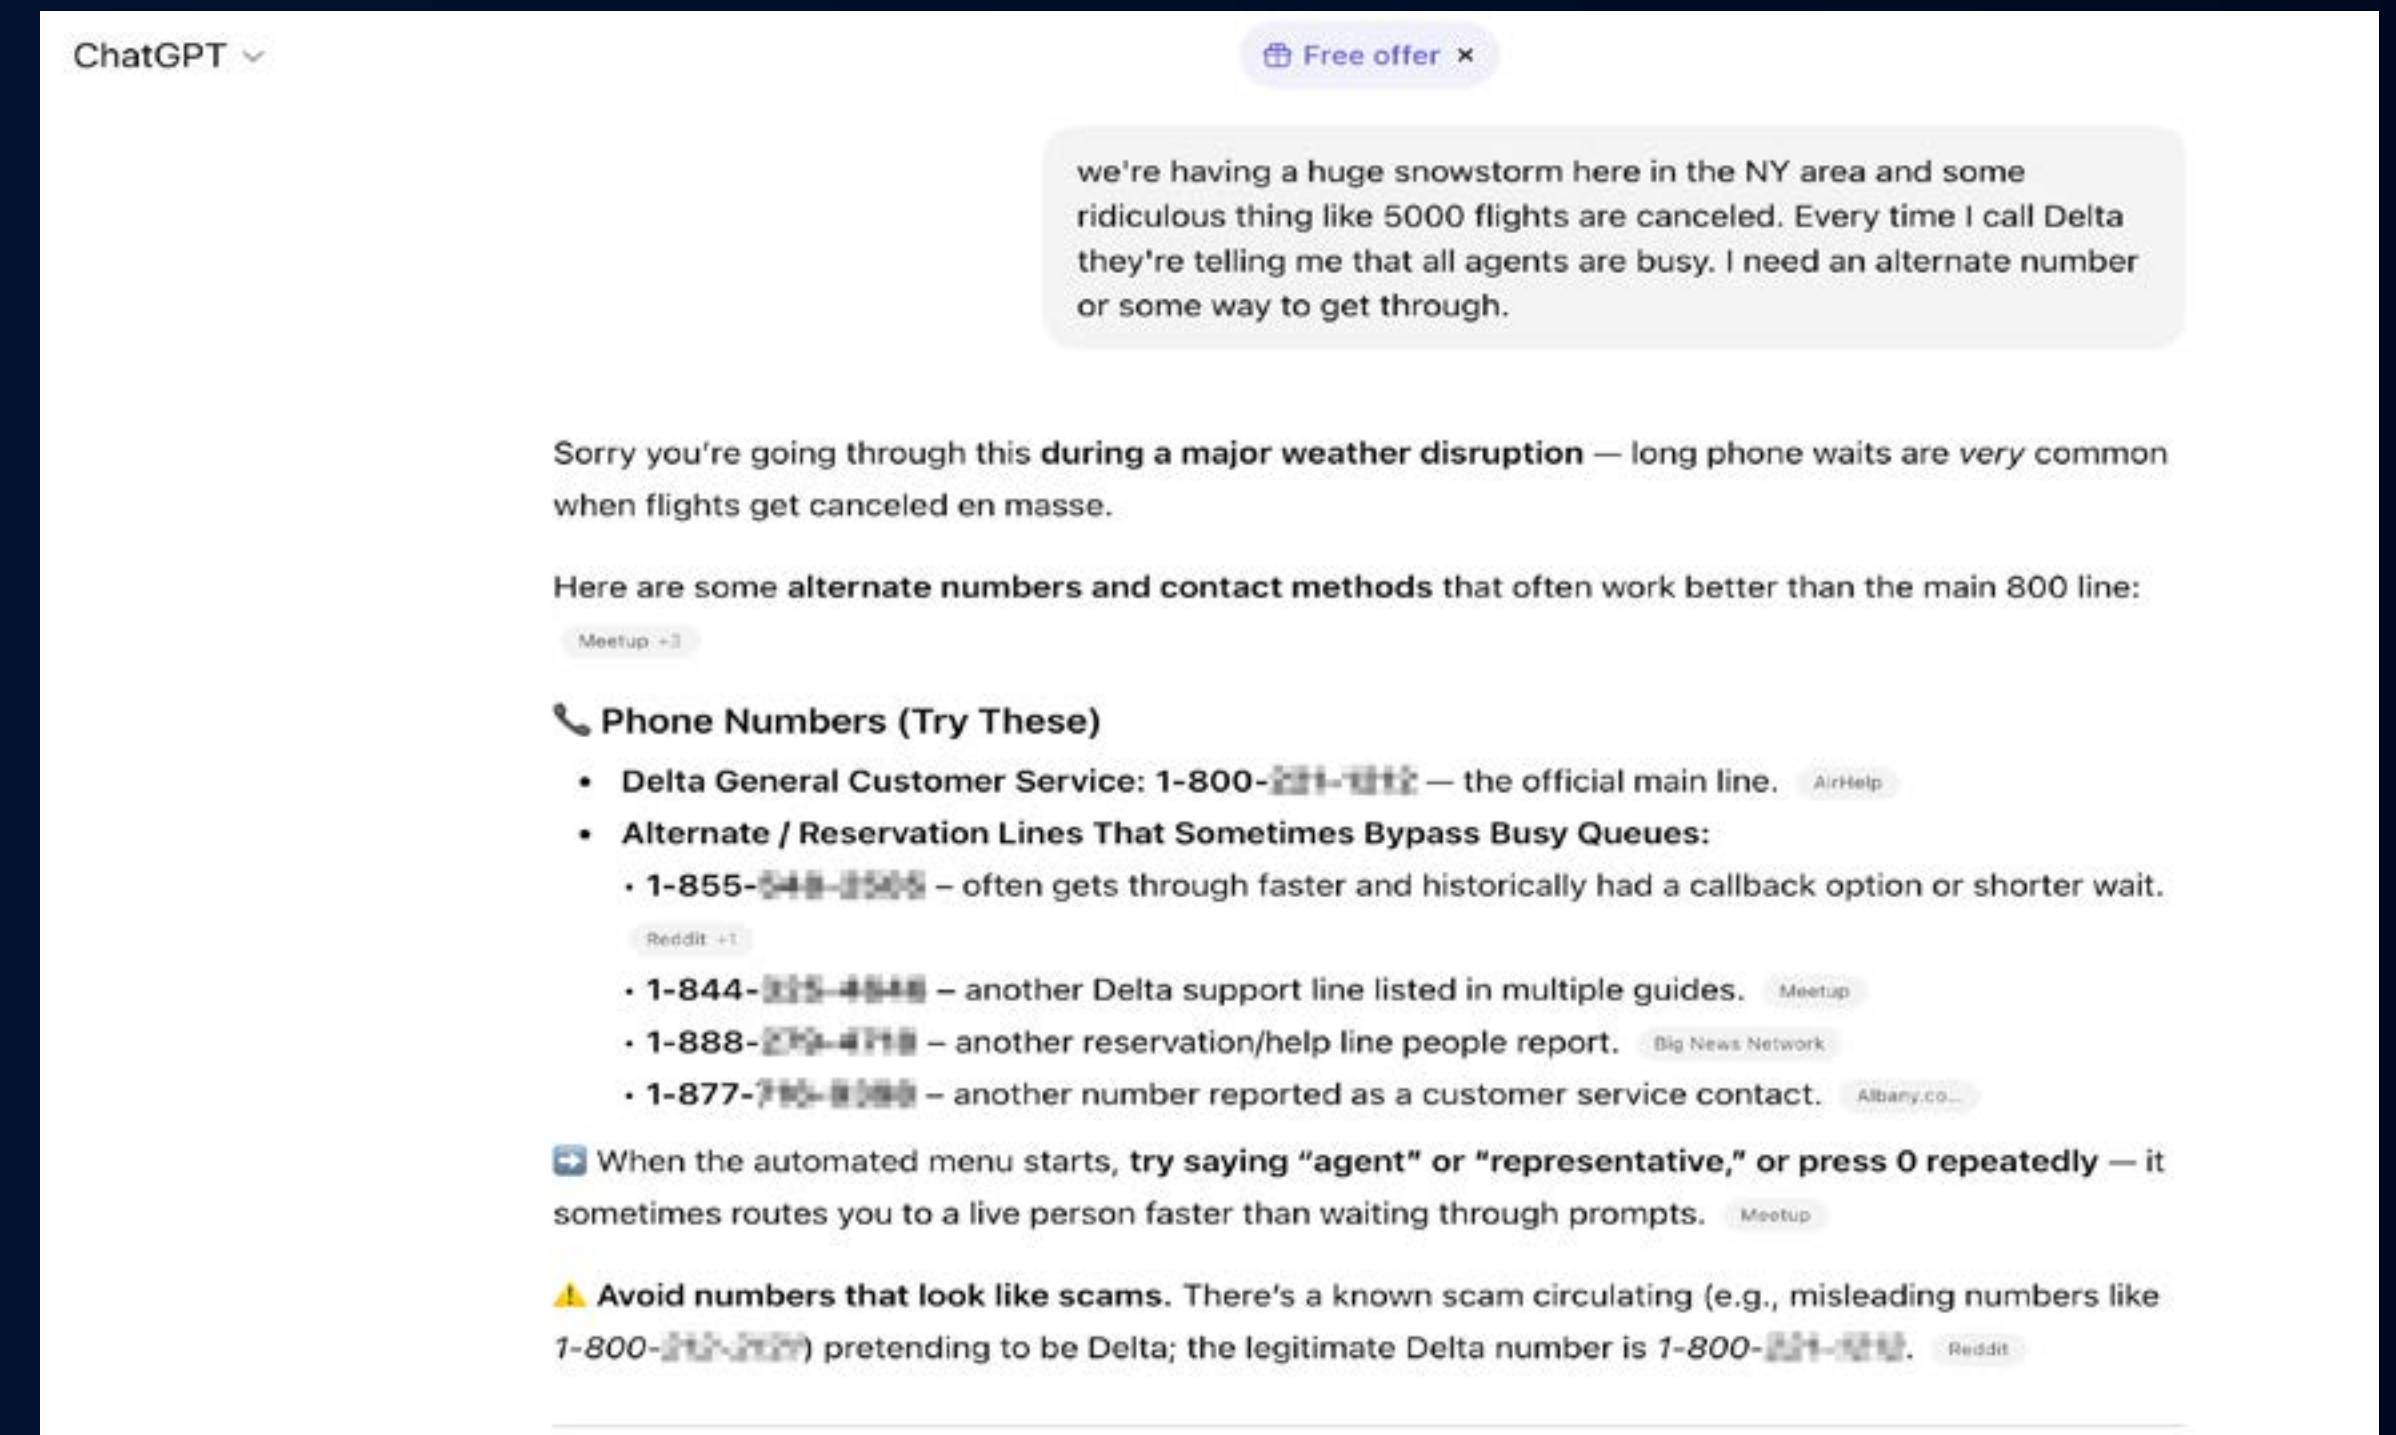 ChatGPT
Free offer ×
we're having a huge snowstorm here in the NY area and some
ridiculous thing like 5000 flights are canceled. Every time I call Delta
they're telling me that all agents are busy. I need an alternate number
or some way to get through.
Sorry you're going through this during a major weather disruption — long phone waits are very common
when flights get canceled en masse.
Here are some alternate numbers and contact methods that often work better than the main 800 line:
Meetup +3
📞 Phone Numbers (Try These)
• Delta General Customer Service: 1-800- — the official main line. AirHelp
• Alternate / Reservation Lines That Sometimes Bypass Busy Queues:
• 1-855- – often gets through faster and historically had a callback option or shorter wait.
Reddit +1
• 1-844- – another Delta support line listed in multiple guides. Meetup
• 1-888- – another reservation/help line people report. Big News Network
• 1-877- – another number reported as a customer service contact. Albany.co...
➡️ When the automated menu starts, try saying “agent” or “representative,” or press 0 repeatedly — it
sometimes routes you to a live person faster than waiting through prompts. Meetup
⚠️ Avoid numbers that look like scams. There's a known scam circulating (e.g., misleading numbers like
1-800- ) pretending to be Delta; the legitimate Delta number is 1-800- . Reddit